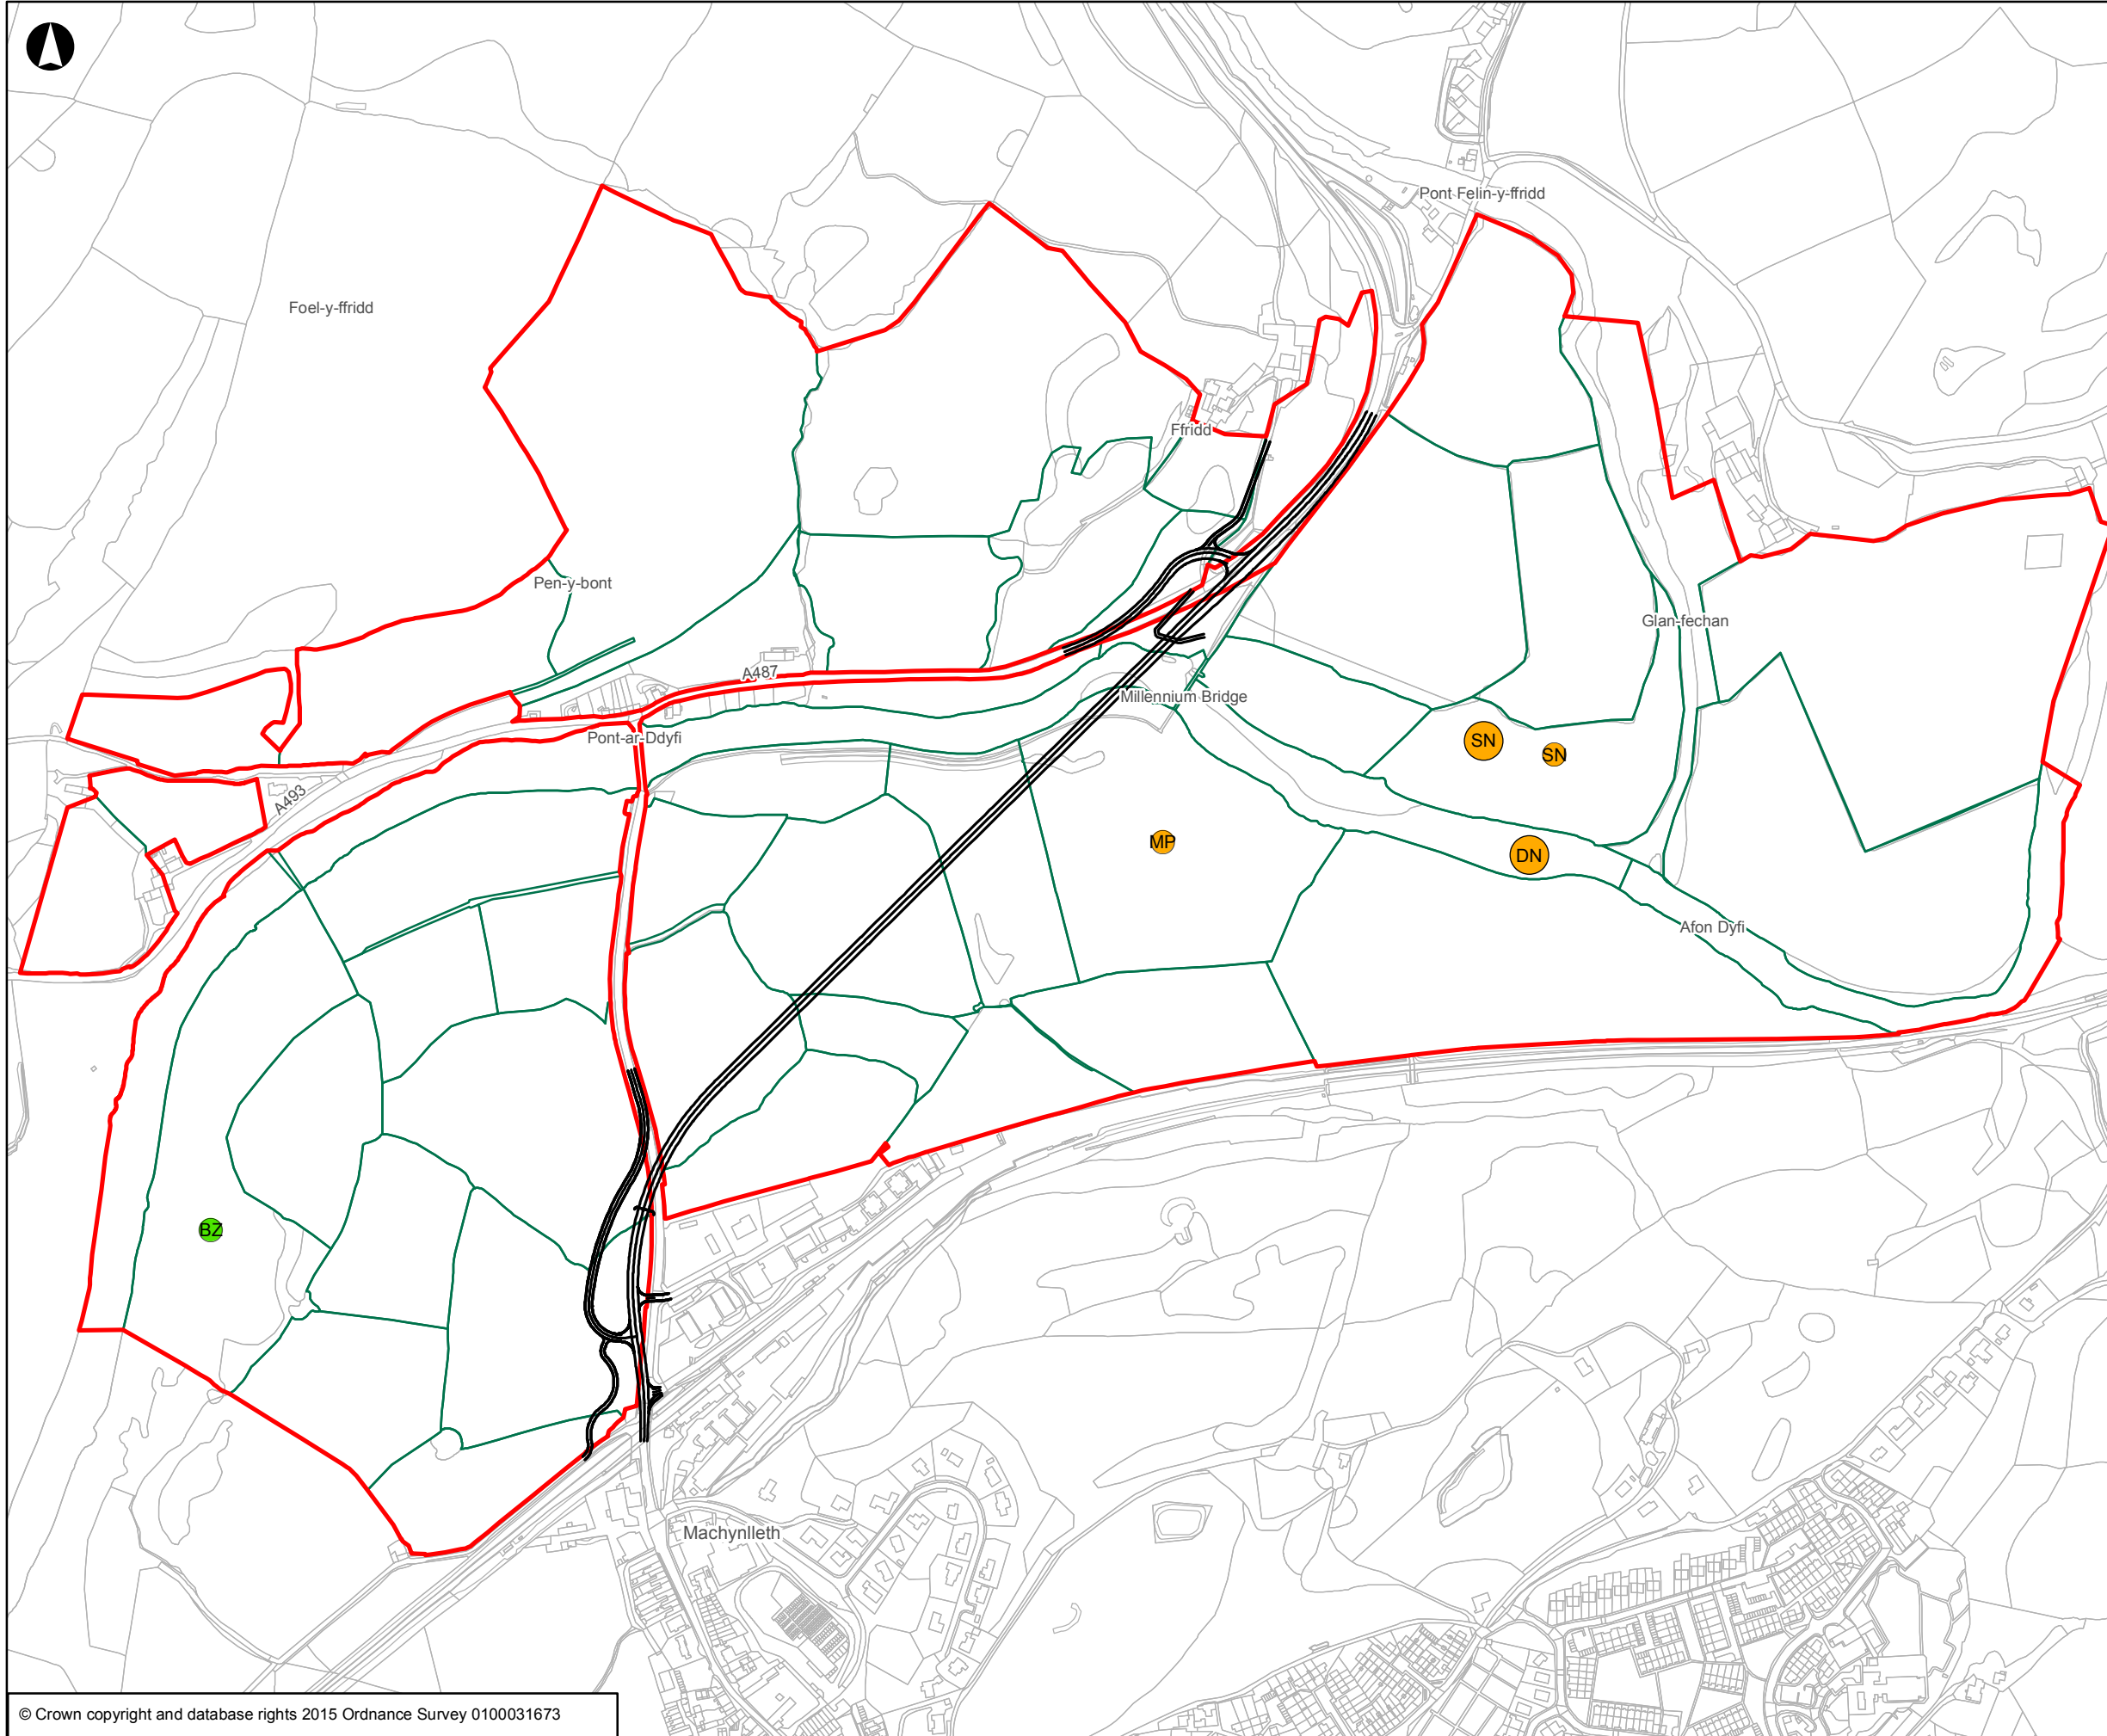 Pont Felin-y-ffridd
Foel-y-ffridd
Ffridd
Pen-y-bont
Glan-fechan
A487
Millennium Bridge
Pont-ar-Ddyfi
SN
SN
A493
MP
DN
Afon Dyfi
BZ
Machynlleth
© Crown copyright and database rights 2015 Ordnance Survey 0100031673